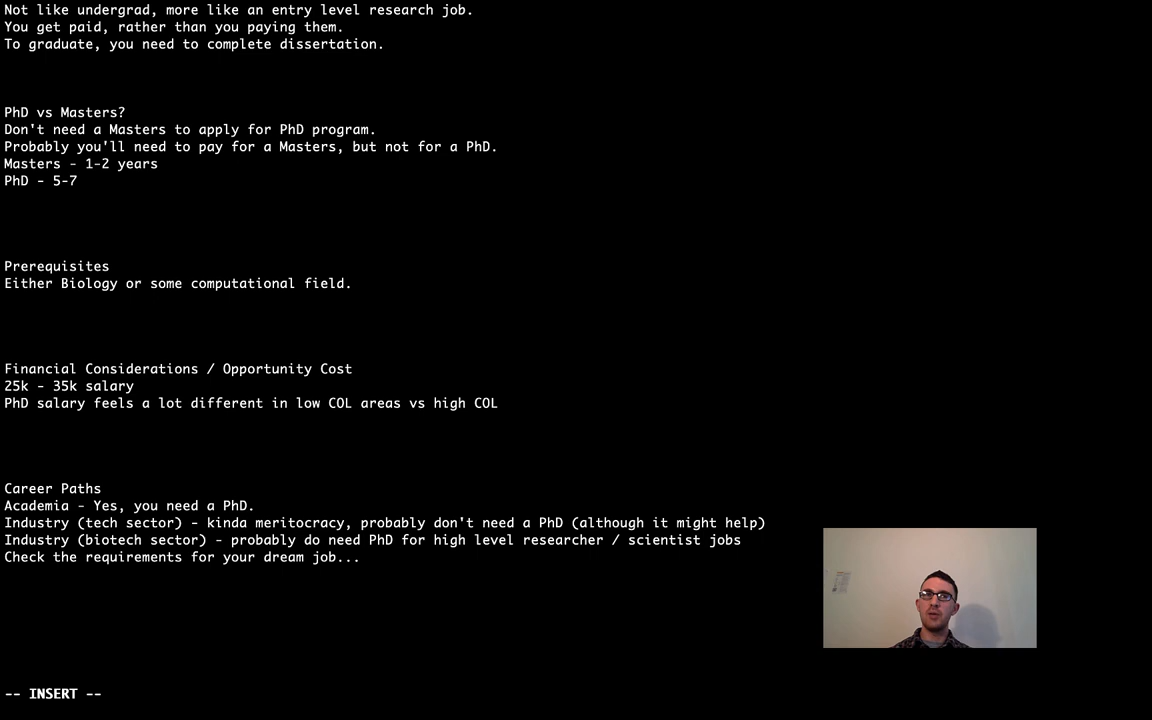 Not like undergrad, more like an entry level research job.
You get paid, rather than you paying them.
To graduate, you need to complete dissertation.
PhD vs Masters?
Don't need a Masters to apply for PhD program.
Probably you'll need to pay for a Masters, but not for a PhD.
Masters - 1-2 years
PhD - 5-7
Prerequisites
Either Biology or some computational field.
Financial Considerations / Opportunity Cost
25k - 35k salary
PhD salary feels a lot different in low COL areas vs high COL
Career Paths
Academia - Yes, you need a PhD.
Industry (tech sector) - kinda meritocracy, probably don't need a PhD (although it might help)
Industry (biotech sector) - probably do need PhD for high level researcher / scientist jobs
Check the requirements for your dream job...
-- INSERT --